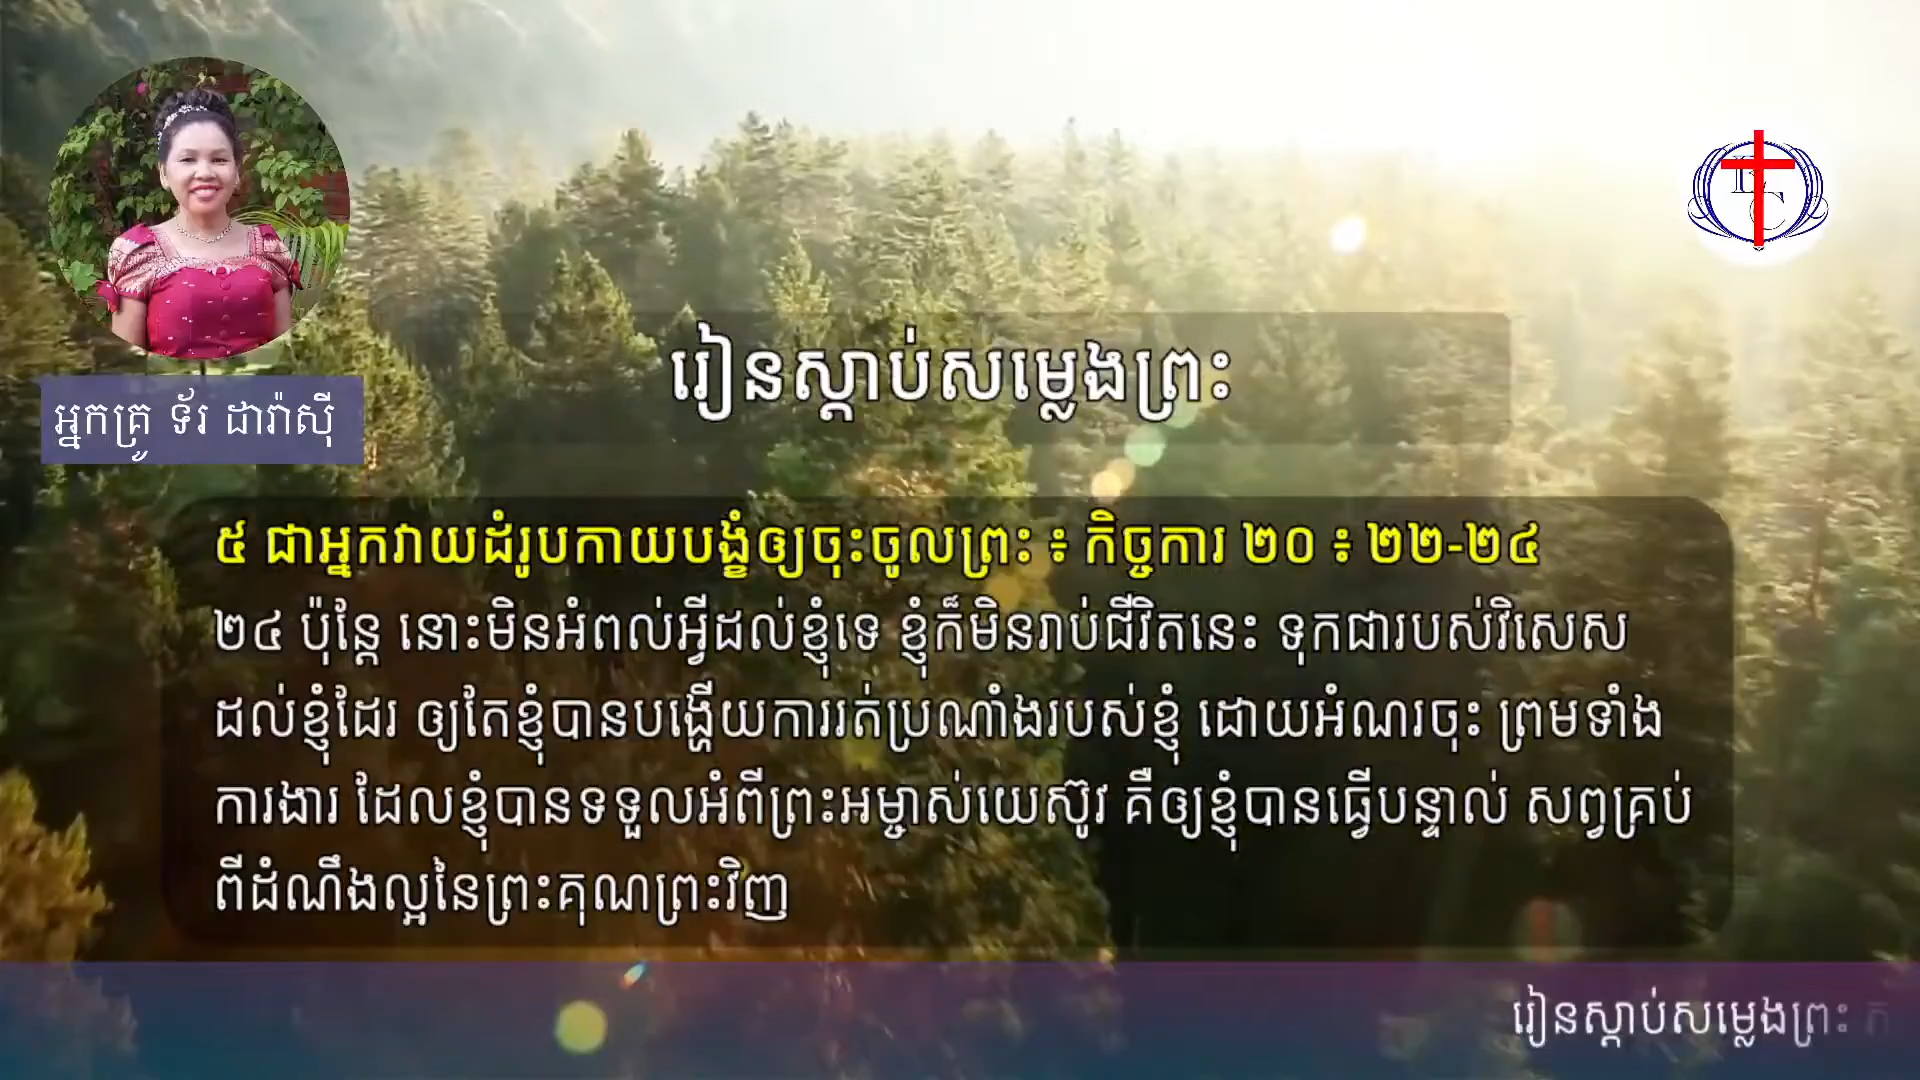 អ្នកគ្រូ ទ័រ ដារ៉ាស៊ី
រៀនស្តាប់សម្លេងព្រះ
៥ ជាអ្នកវាយដំរូបកាយបង្ខំឲ្យចុះចូលព្រះ ៖ កិច្ចការ ២០ ៖ ២២-២៤
២៤ ប៉ុន្តែ នោះមិនអំពល់អ្វីដល់ខ្ញុំទេ ខ្ញុំក៏មិនរាប់ជីវិតនេះ ទុកជារបស់វិសេស
ដល់ខ្ញុំដែរ ឲ្យតែខ្ញុំបានបង្ហើយការរត់ប្រណាំងរបស់ខ្ញុំ ដោយអំណរចុះ ព្រមទាំង
ការងារ ដែលខ្ញុំបានទទួលអំពីព្រះអម្ចាស់យេស៊ូវ គឺឲ្យខ្ញុំបានធ្វើបន្ទាល់ សព្វគ្រប់
ពីដំណឹងល្អនៃព្រះគុណព្រះវិញ
រៀនស្តាប់សម្លេងព្រះ